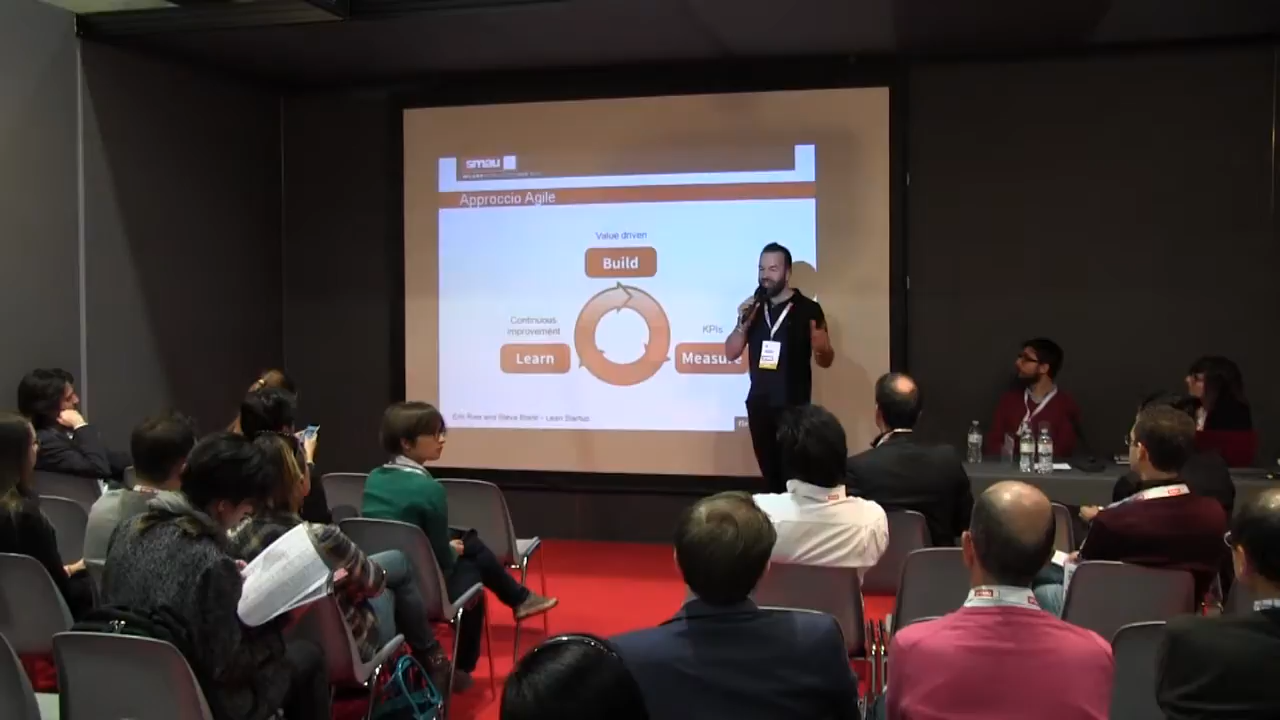 smau
Approccio Agile
Value driven
Build
Continuous
improvement
KPIs
Learn
Measure
Eric Ries and Steve Blank – Lean Startup